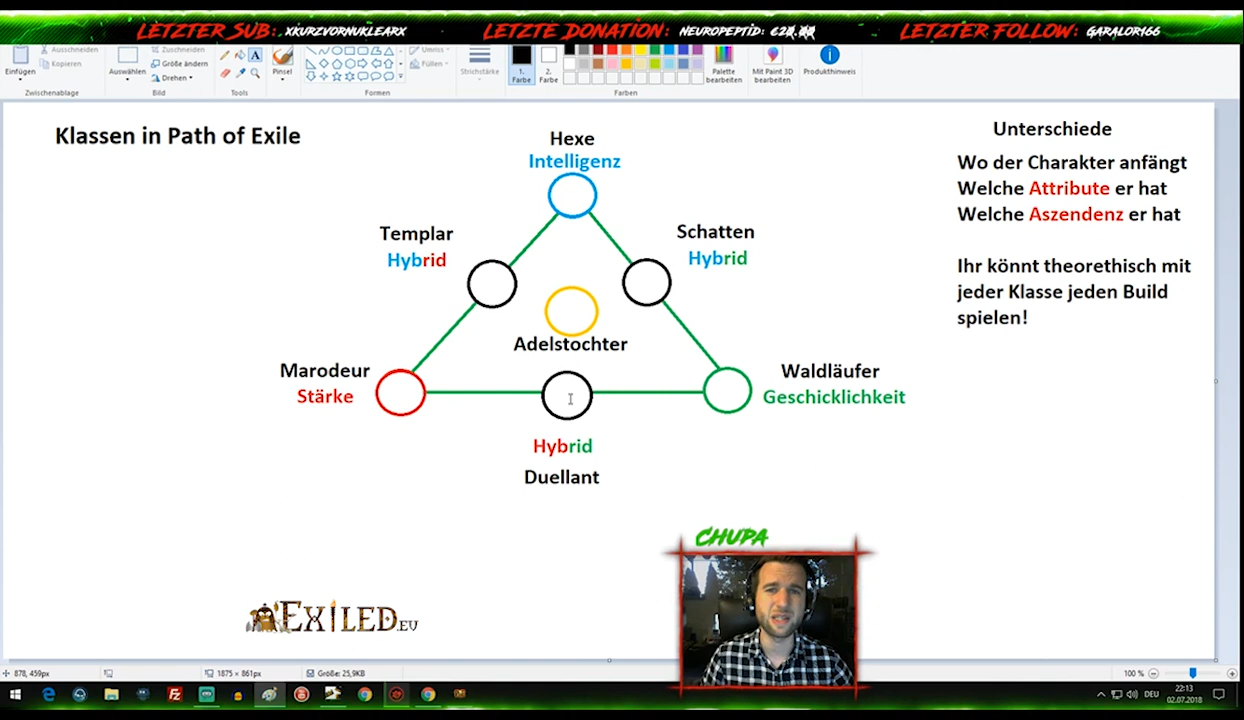 LETZTER SUB: XKURZVORNUKLEARX
LETZTE DONATION: NEUROPEPTID:
LETZTER FOLLOW: GARALOR166
Einfügen
Ausschneiden
Kopieren
Zwischenablage
Auswählen
Zuschneiden
Größe ändern
Drehen
Bild
A
Tools
Pinsel
Umriss
Füllen
Formen
Strichstärke
1. Farbe
2. Farbe
Palette bearbeiten
Farben
Mit Paint 3D bearbeiten
Produkthinweis
Klassen in Path of Exile
Hexe
Intelligenz
Templar
Hybrid
Schatten
Hybrid
Adelstochter
Marodeur
Stärke
Waldläufer
Geschicklichkeit
Hybrid
Duellant
Unterschiede
Wo der Charakter anfängt
Welche Attribute er hat
Welche Aszendenz er hat
Ihr könnt theorethisch mit
jeder Klasse jeden Build
spielen!
CHUPA
EXILED.EU
878, 459px
1875 × 861px
Größe: 25,9KB
100 %
DEU
22:13
02.07.2018